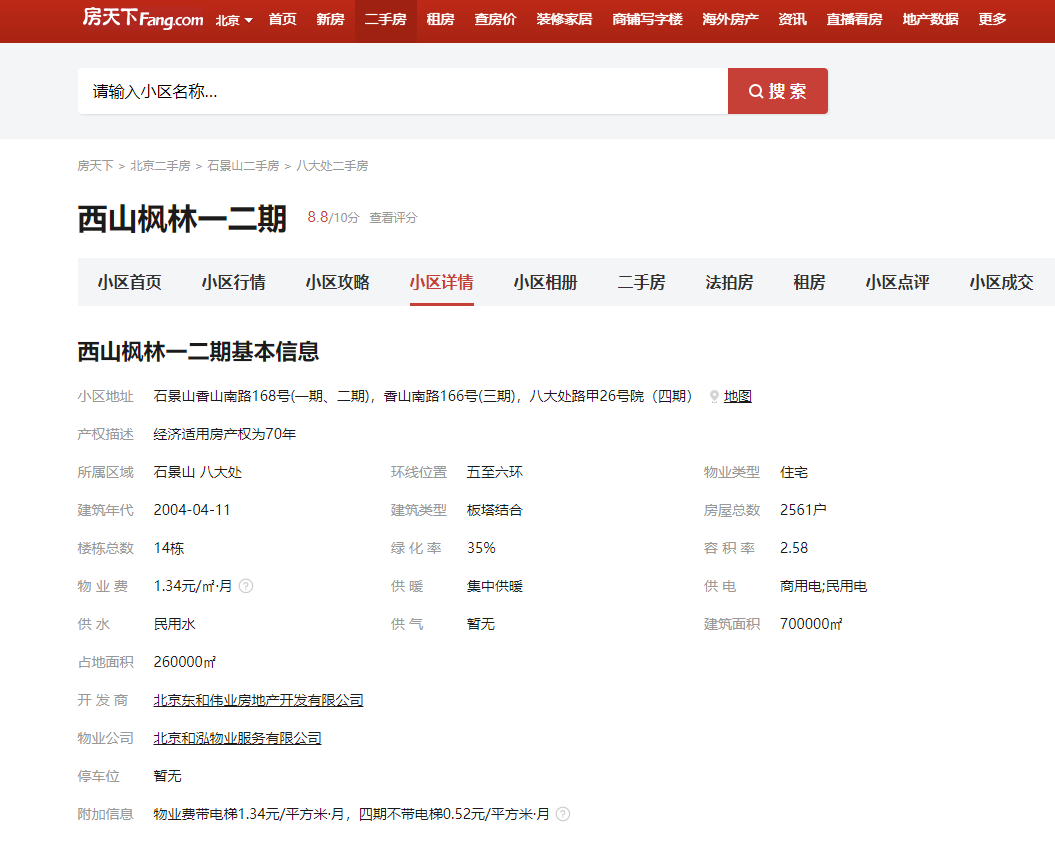 房天下Fang.com 北京 首页 新房 二手房 租房 查房价 装修家居 商铺写字楼 海外房产 资讯 直播看房 地产数据 更多
请输入小区名称... 搜 索
房天下 > 北京二手房 > 石景山二手房 > 八大处二手房
西山枫林一二期 8.8/10分 查看评分
小区首页 小区行情 小区攻略 小区详情 小区相册 二手房 法拍房 租房 小区点评 小区成交
西山枫林一二期基本信息
小区地址 石景山香山南路168号(一期、二期)，香山南路166号(三期)，八大处路甲26号院（四期） 地图
产权描述 经济适用房产权为70年
所属区域 石景山 八大处 环线位置 五至六环 物业类型 住宅
建筑年代 2004-04-11 建筑类型 板塔结合 房屋总数 2561户
楼栋总数 14栋 绿 化 率 35% 容 积 率 2.58
物 业 费 1.34元/㎡·月 ? 供 暖 集中供暖 供 电 商用电;民用电
供 水 民用水 供 气 暂无 建筑面积 700000㎡
占地面积 260000㎡
开 发 商 北京东和伟业房地产开发有限公司
物业公司 北京和泓物业服务有限公司
停车位 暂无
附加信息 物业费带电梯1.34元/平方米·月，四期不带电梯0.52元/平方米·月 ?